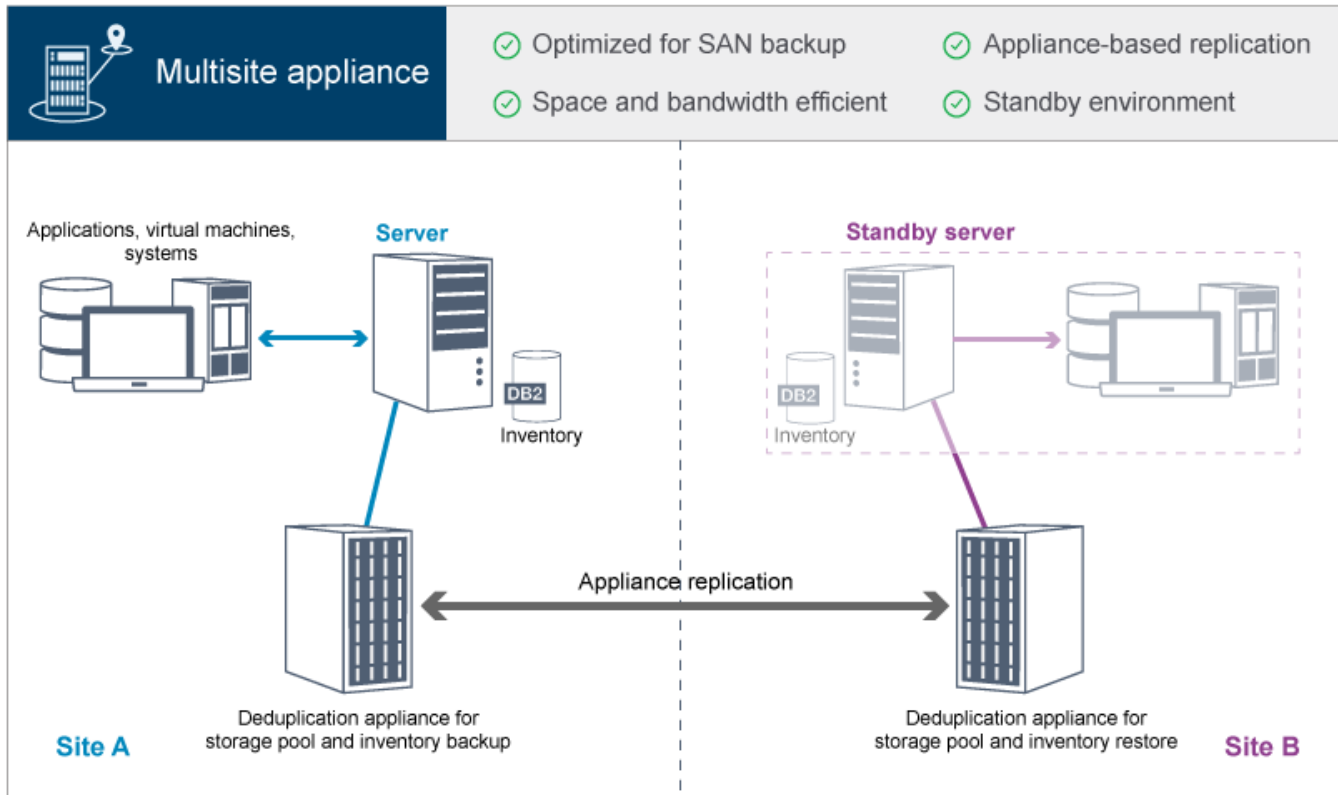 Multisite appliance
Optimized for SAN backup
Appliance-based replication
Space and bandwidth efficient
Standby environment
Applications, virtual machines,
systems
Server
DB2
Inventory
Standby server
DB2
Inventory
Appliance replication
Deduplication appliance for
storage pool and inventory backup
Site A
Deduplication appliance for
storage pool and inventory restore
Site B